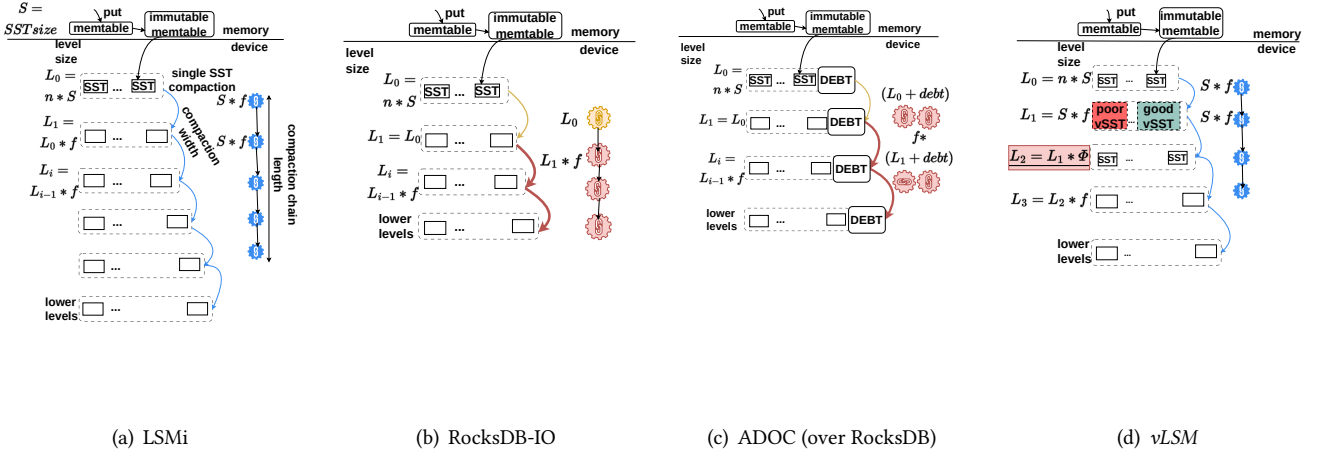 S =
SSTsize
put
memtable
immutable
memtable
memory
device
level
size
L₀ =
n * S
SST ... SST
single SST
compaction
S * f
L₁ =
L₀ * f
...
compaction
width
S * f
compaction chain
length
Lᵢ =
Lᵢ₋₁ * f
...
...
...
lower
levels
...
(a) LSMi
put
memtable
immutable
memtable
memory
device
level
size
L₀ =
n * S
SST ... SST
L₀
L₁ = L₀
...
L₁ * f
Lᵢ =
Lᵢ₋₁ * f
...
lower
levels
...
(b) RocksDB-IO
put
memtable
immutable
memtable
memory
device
level
size
L₀ =
n * S
SST ... SST DEBT
(L₀ + debt)
L₁ = L₀
... DEBT
f*
(L₁ + debt)
Lᵢ =
Lᵢ₋₁ * f
... DEBT
lower
levels
... DEBT
(c) ADOC (over RocksDB)
put
memtable
immutable
memtable
memory
device
level
size
L₀ = n * S
SST ... SST
S * f
L₁ = S * f
poor
vSST
...
good
vSST
S * f
L₂ = L₁ * Φ
SST ... SST
L₃ = L₂ * f
...
lower
levels
...
(d) vLSM